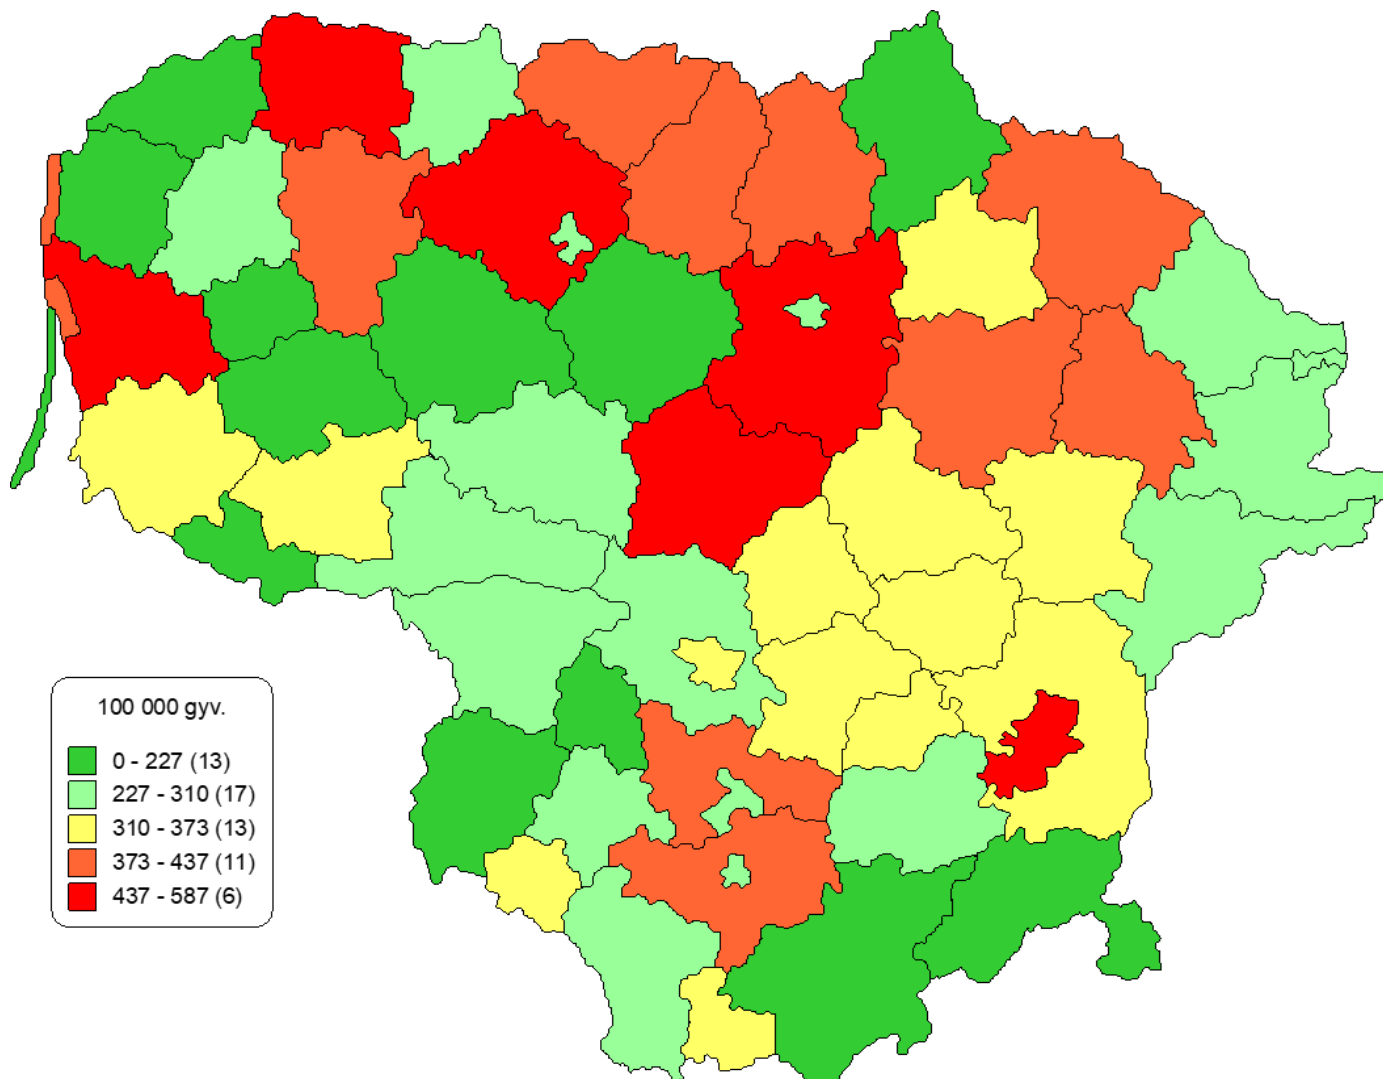 100 000 gyv.
0 - 227 (13)
227 - 310 (17)
310 - 373 (13)
373 - 437 (11)
437 - 587 (6)